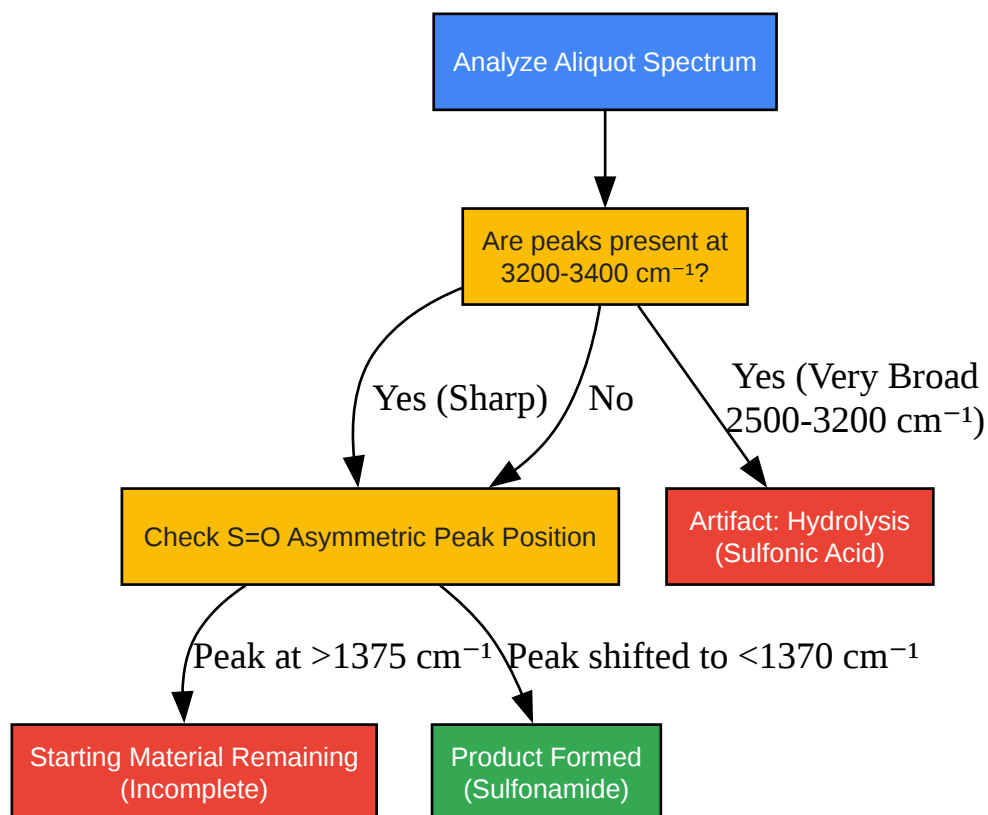 Analyze Aliquot Spectrum
Are peaks present at
3200-3400 cm⁻¹?
Yes (Sharp)
No
Yes (Very Broad
2500-3200 cm⁻¹)
Check S=O Asymmetric Peak Position
Artifact: Hydrolysis
(Sulfonic Acid)
Peak at >1375 cm⁻¹
Peak shifted to <1370 cm⁻¹
Starting Material Remaining
(Incomplete)
Product Formed
(Sulfonamide)